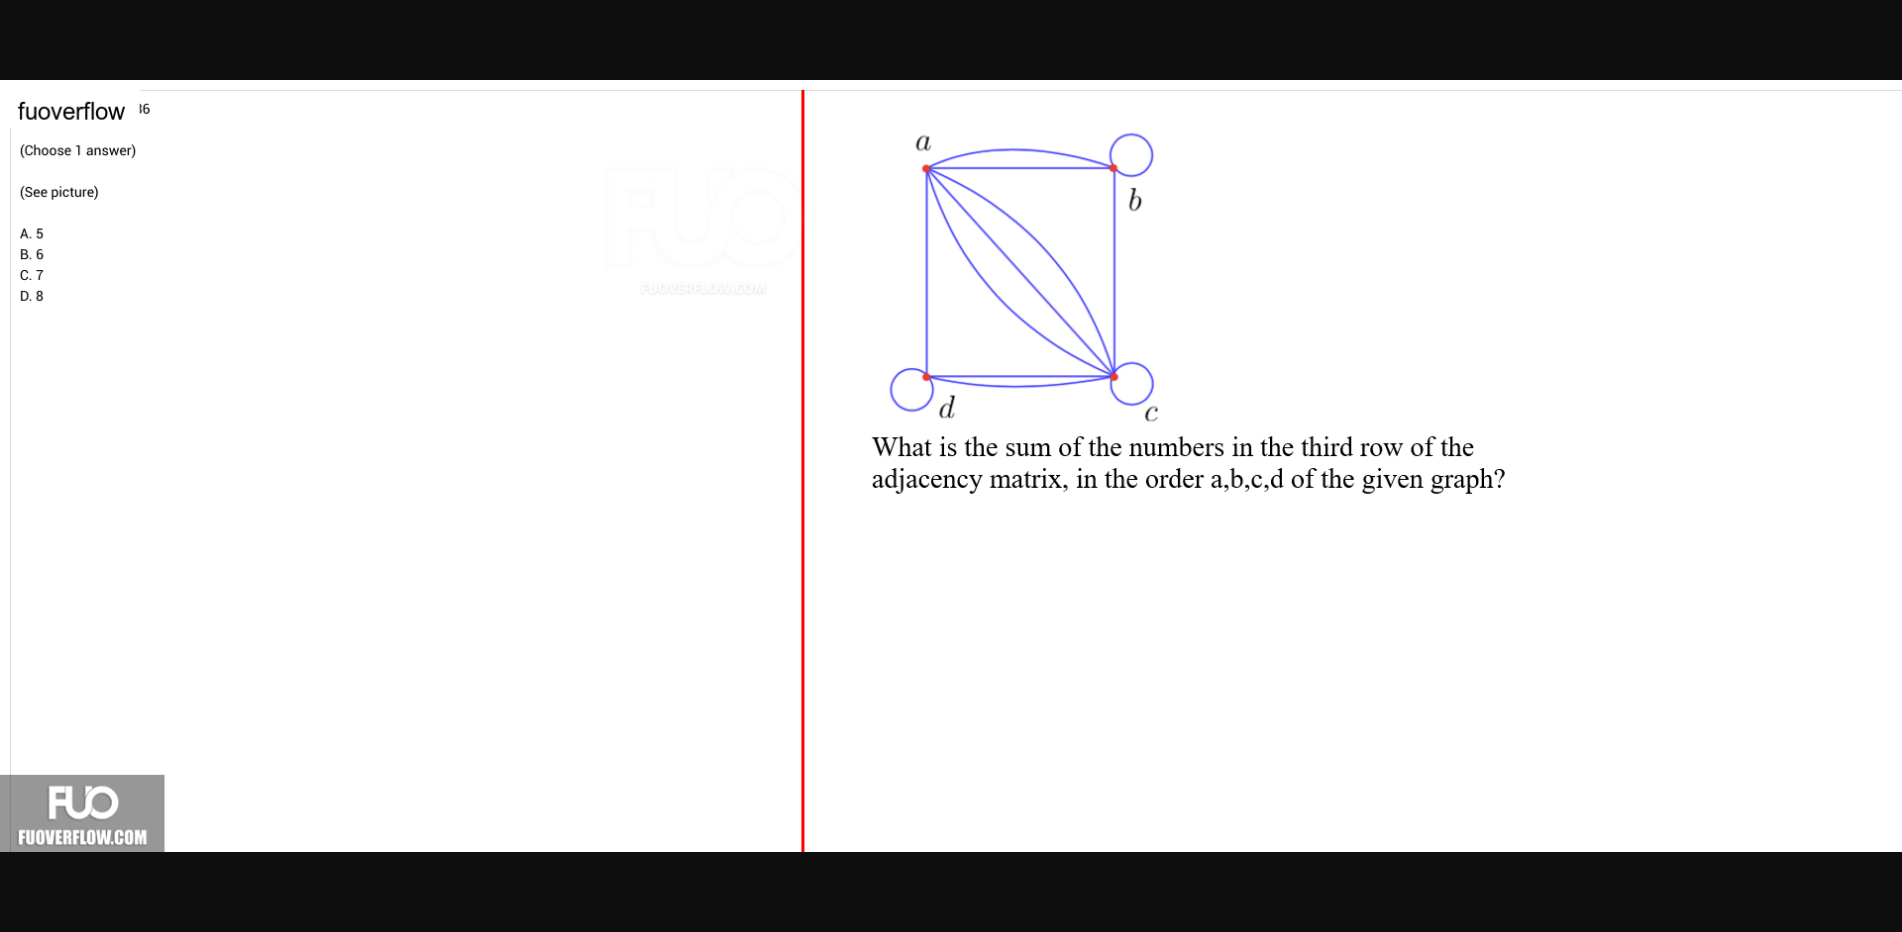 fuoverflow 36
(Choose 1 answer)
(See picture)
A. 5
B. 6
C. 7
D. 8
FUO
FUOVERFLOW.COM
a
b
d
c
What is the sum of the numbers in the third row of the
adjacency matrix, in the order a,b,c,d of the given graph?
FUO
FUOVERFLOW.COM